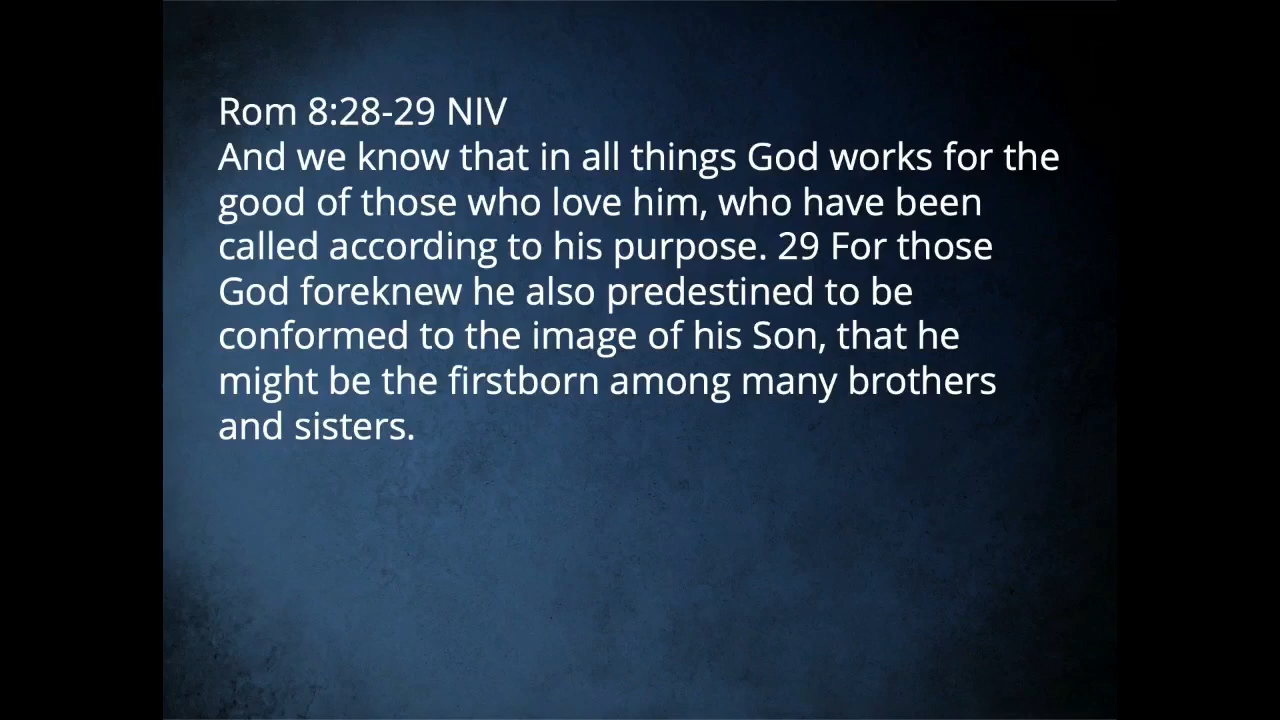 Rom 8:28-29 NIV
And we know that in all things God works for the
good of those who love him, who have been
called according to his purpose. 29 For those
God foreknew he also predestined to be
conformed to the image of his Son, that he
might be the firstborn among many brothers
and sisters.